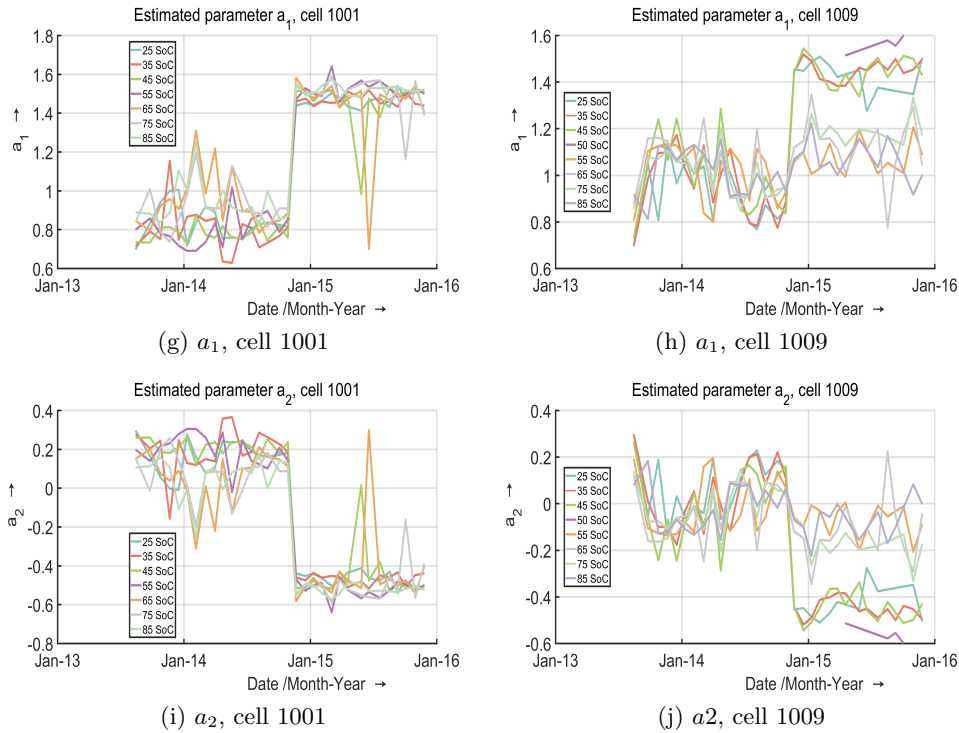 Estimated parameter a1, cell 1001
1.8
1.6
1.4
1.2
1
0.8
0.6
a1 →
25 SoC
35 SoC
45 SoC
55 SoC
65 SoC
75 SoC
85 SoC
Jan-13
Jan-14
Jan-15
Jan-16
Date /Month-Year →
(g) a1, cell 1001
Estimated parameter a1, cell 1009
1.6
1.4
1.2
1
0.8
0.6
a1 →
25 SoC
35 SoC
45 SoC
50 SoC
55 SoC
65 SoC
75 SoC
85 SoC
Jan-13
Jan-14
Jan-15
Jan-16
Date /Month-Year →
(h) a1, cell 1009
Estimated parameter a2, cell 1001
0.4
0.2
0
-0.2
-0.4
-0.6
-0.8
a2 →
25 SoC
35 SoC
45 SoC
55 SoC
65 SoC
75 SoC
85 SoC
Jan-13
Jan-14
Jan-15
Jan-16
Date /Month-Year →
(i) a2, cell 1001
Estimated parameter a2, cell 1009
0.4
0.2
0
-0.2
-0.4
-0.6
a2 →
25 SoC
35 SoC
45 SoC
50 SoC
55 SoC
65 SoC
75 SoC
85 SoC
Jan-13
Jan-14
Jan-15
Jan-16
Date /Month-Year →
(j) a2, cell 1009